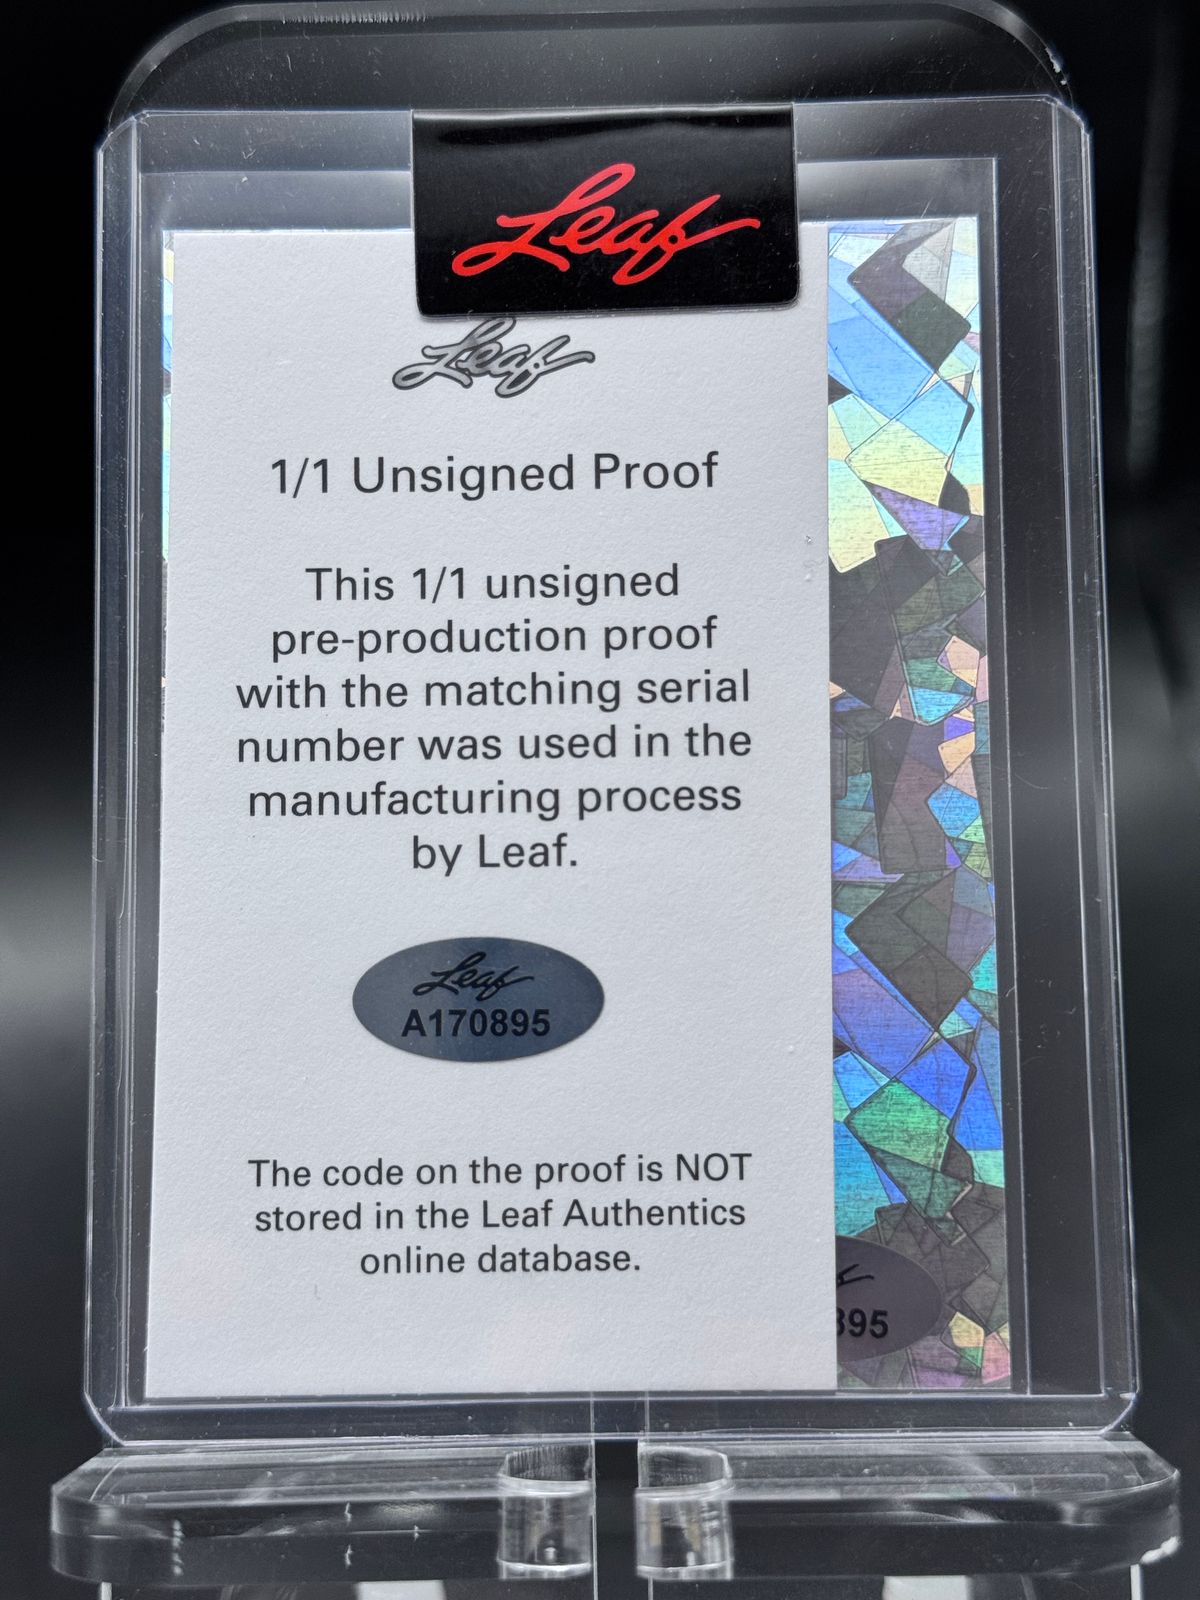 Leaf
Leaf
1/1 Unsigned Proof
This 1/1 unsigned
pre-production proof
with the matching serial
number was used in the
manufacturing process
by Leaf.
Leaf
A170895
The code on the proof is NOT
stored in the Leaf Authentics
online database.
895